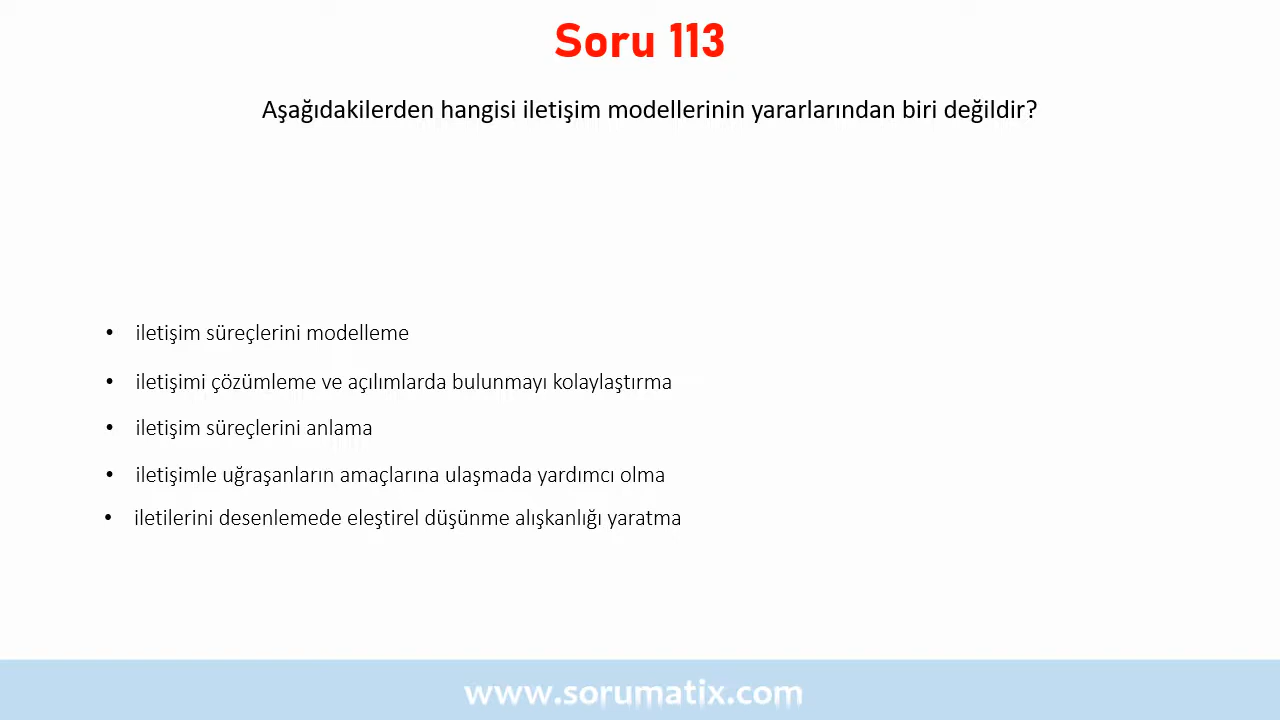 Soru 113
Aşağıdakilerden hangisi iletişim modellerinin yararlarından biri değildir?
• iletişim süreçlerini modelleme
• iletişimi çözümleme ve açılımlarda bulunmayı kolaylaştırma
• iletişim süreçlerini anlama
• iletişimle uğraşanların amaçlarına ulaşmada yardımcı olma
• iletilerini desenlemede eleştirel düşünme alışkanlığı yaratma
www.sorumatix.com